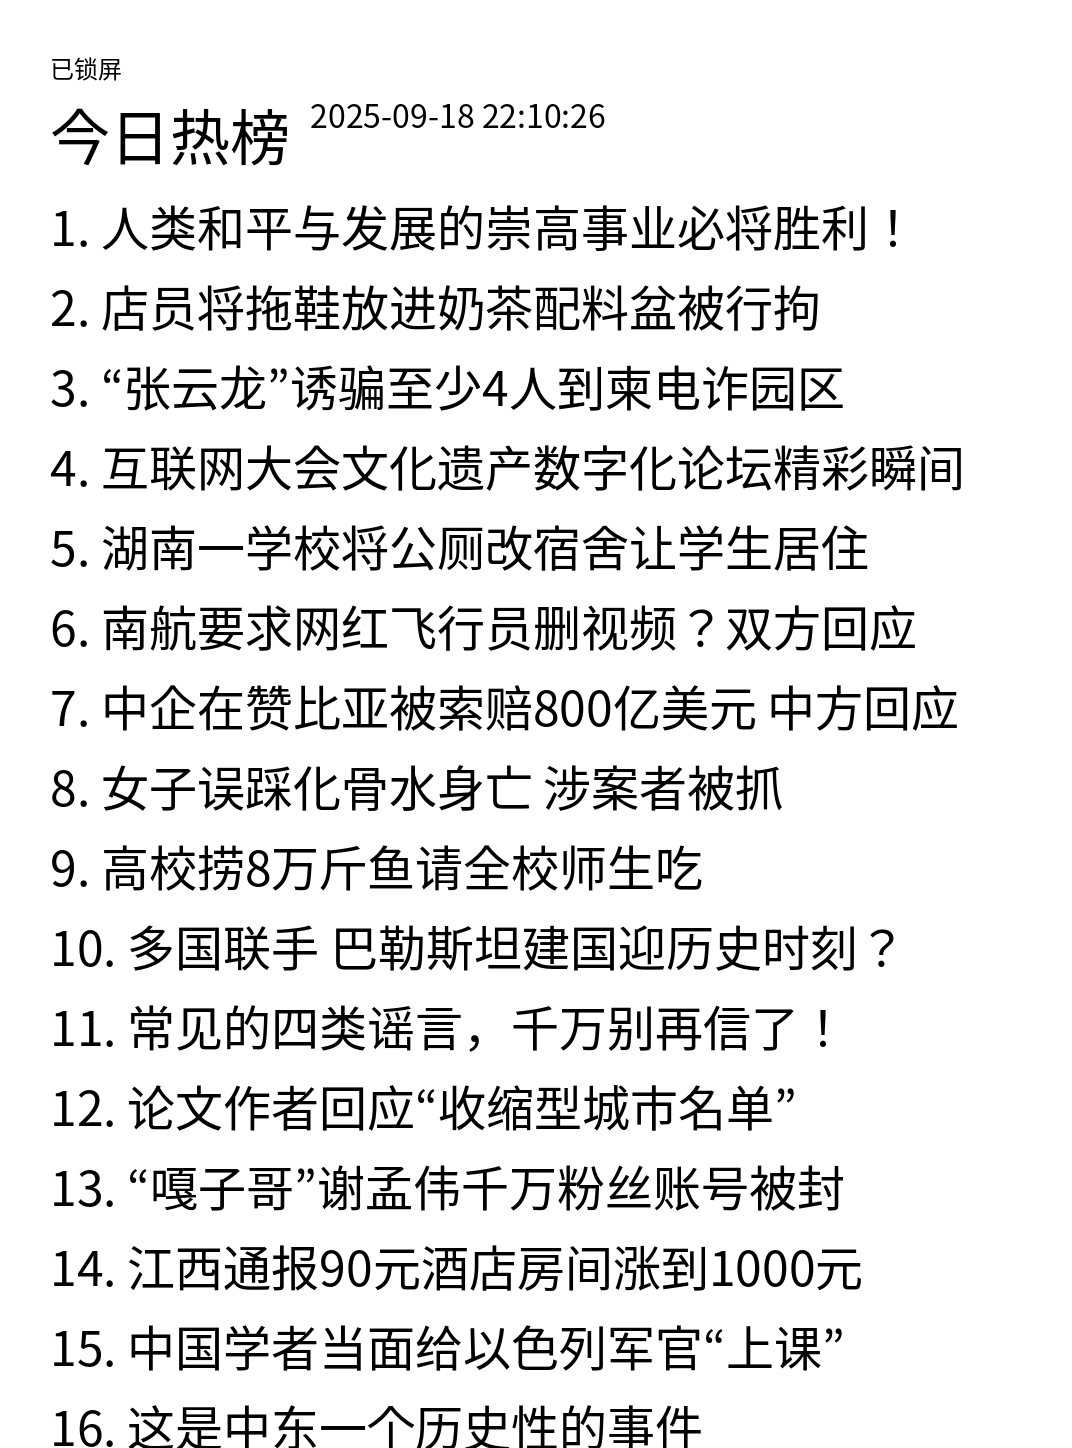 已锁屏
今日热榜 2025-09-18 22:10:26
1. 人类和平与发展的崇高事业必将胜利！
2. 店员将拖鞋放进奶茶配料盆被行拘
3. “张云龙”诱骗至少4人到柬电诈园区
4. 互联网大会文化遗产数字化论坛精彩瞬间
5. 湖南一学校将公厕改宿舍让学生居住
6. 南航要求网红飞行员删视频？双方回应
7. 中企在赞比亚被索赔800亿美元 中方回应
8. 女子误踩化骨水身亡 涉案者被抓
9. 高校捞8万斤鱼请全校师生吃
10. 多国联手 巴勒斯坦建国迎历史时刻？
11. 常见的四类谣言，千万别再信了！
12. 论文作者回应“收缩型城市名单”
13. “嘎子哥”谢孟伟千万粉丝账号被封
14. 江西通报90元酒店房间涨到1000元
15. 中国学者当面给以色列军官“上课”
16. 这是中东一个历史性的事件